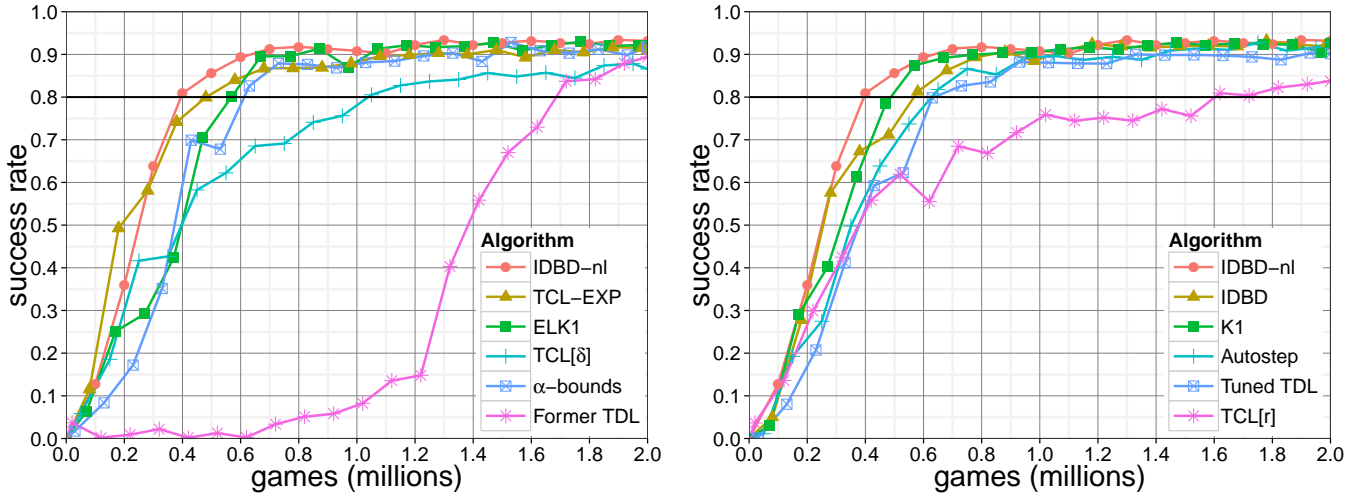 success rate
1.0
0.9
0.8
0.7
0.6
0.5
0.4
0.3
0.2
0.1
0.0
0.0 0.2 0.4 0.6 0.8 1.0 1.2 1.4 1.6 1.8 2.0
games (millions)
Algorithm
IDBD−nl
TCL−EXP
ELK1
TCL[δ]
α−bounds
Former TDL
success rate
1.0
0.9
0.8
0.7
0.6
0.5
0.4
0.3
0.2
0.1
0.0
0.0 0.2 0.4 0.6 0.8 1.0 1.2 1.4 1.6 1.8 2.0
games (millions)
Algorithm
IDBD−nl
IDBD
K1
Autostep
Tuned TDL
TCL[r]